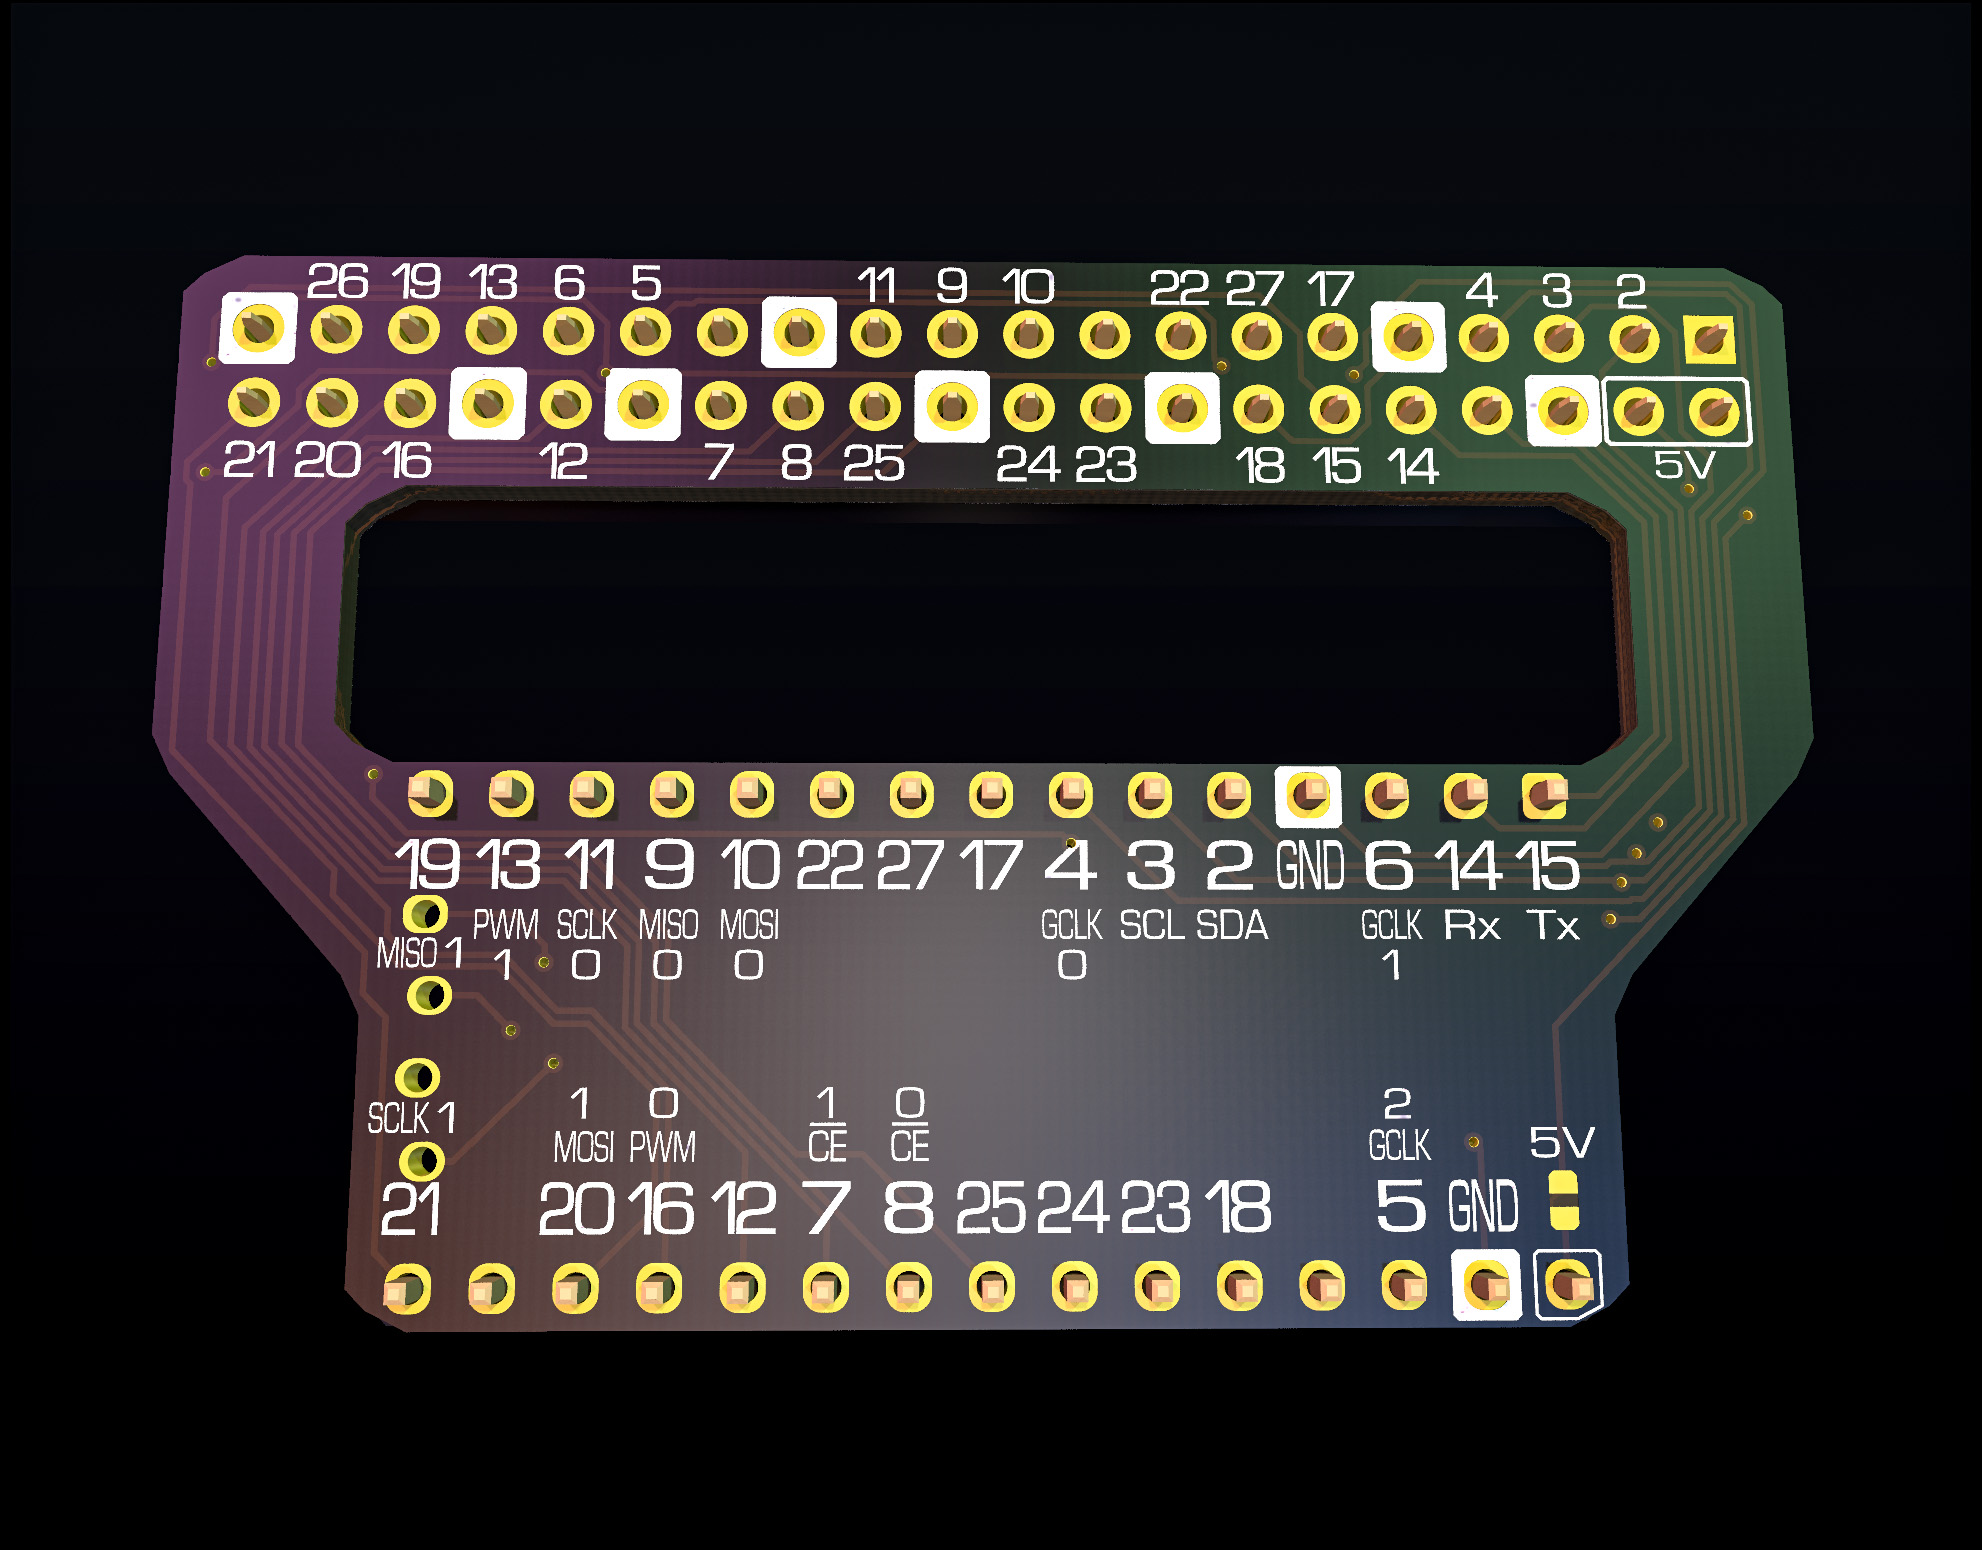 26 19 13 6 5 11 9 10 22 27 17 4 3 2
21 20 16 12 7 8 25 24 23 18 15 14 5V
19 13 11 9 10 22 27 17 4 3 2 GND 6 14 15
PWM SCLK MISO MOSI GCLK SCL SDA GCLK Rx Tx
MISO 1 1 0 0 0 0 1
SCLK 1 1 0 1 0 2
MOSI PWM CE CE GCLK 5V
21 20 16 12 7 8 25 24 23 18 5 GND